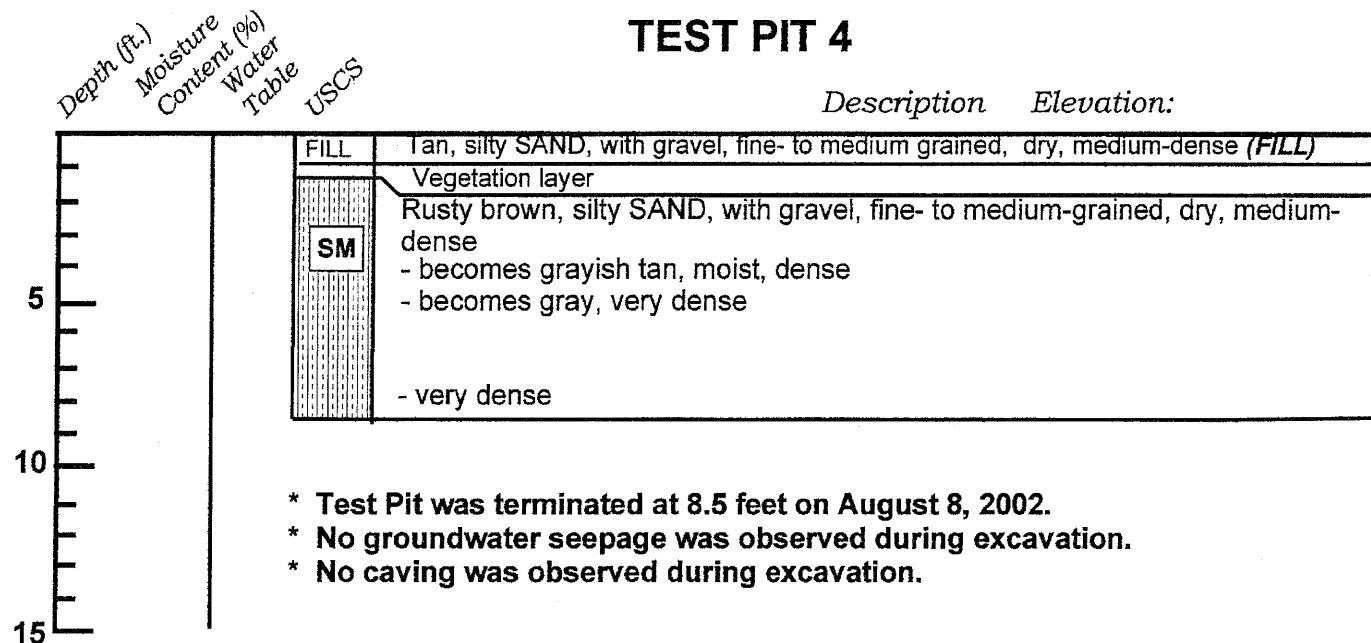 TEST PIT 4
Depth (ft.)
Moisture
Content (%)
Water
Table
USCS
Description Elevation:
FILL Tan, silty SAND, with gravel, fine- to medium grained, dry, medium-dense (FILL)
Vegetation layer
Rusty brown, silty SAND, with gravel, fine- to medium-grained, dry, medium-
dense
SM
- becomes grayish tan, moist, dense
5
- becomes gray, very dense
- very dense
10
* Test Pit was terminated at 8.5 feet on August 8, 2002.
* No groundwater seepage was observed during excavation.
* No caving was observed during excavation.
15